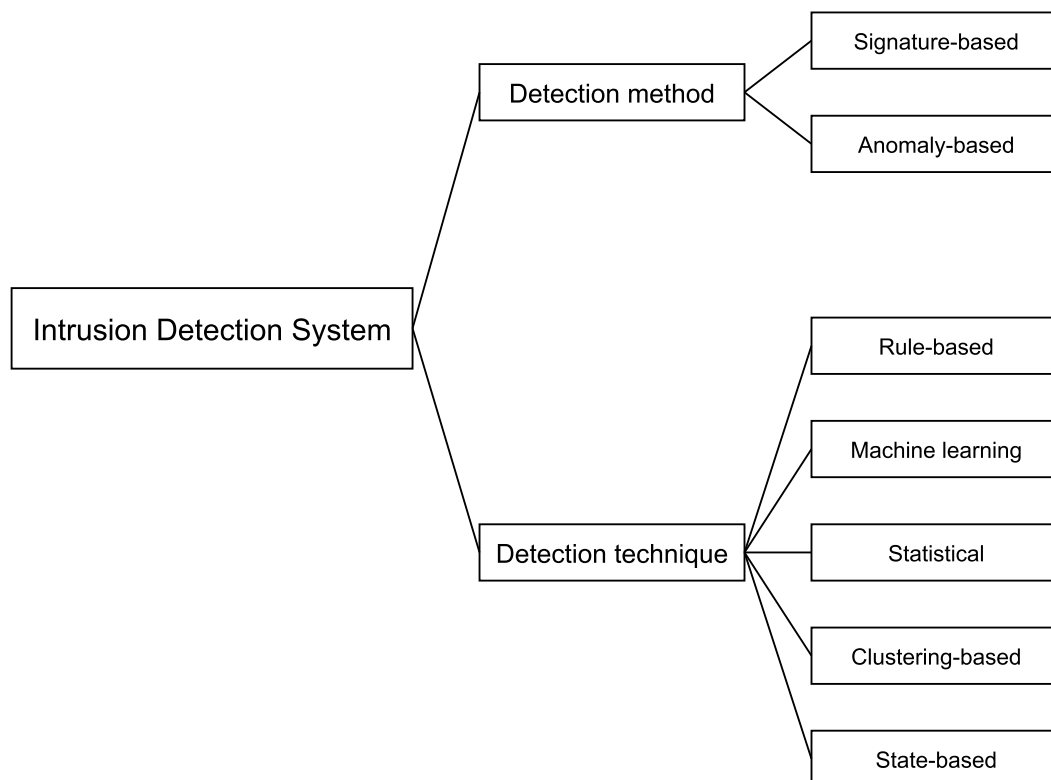 Signature-based
Detection method
Anomaly-based
Intrusion Detection System
Rule-based
Machine learning
Detection technique
Statistical
Clustering-based
State-based